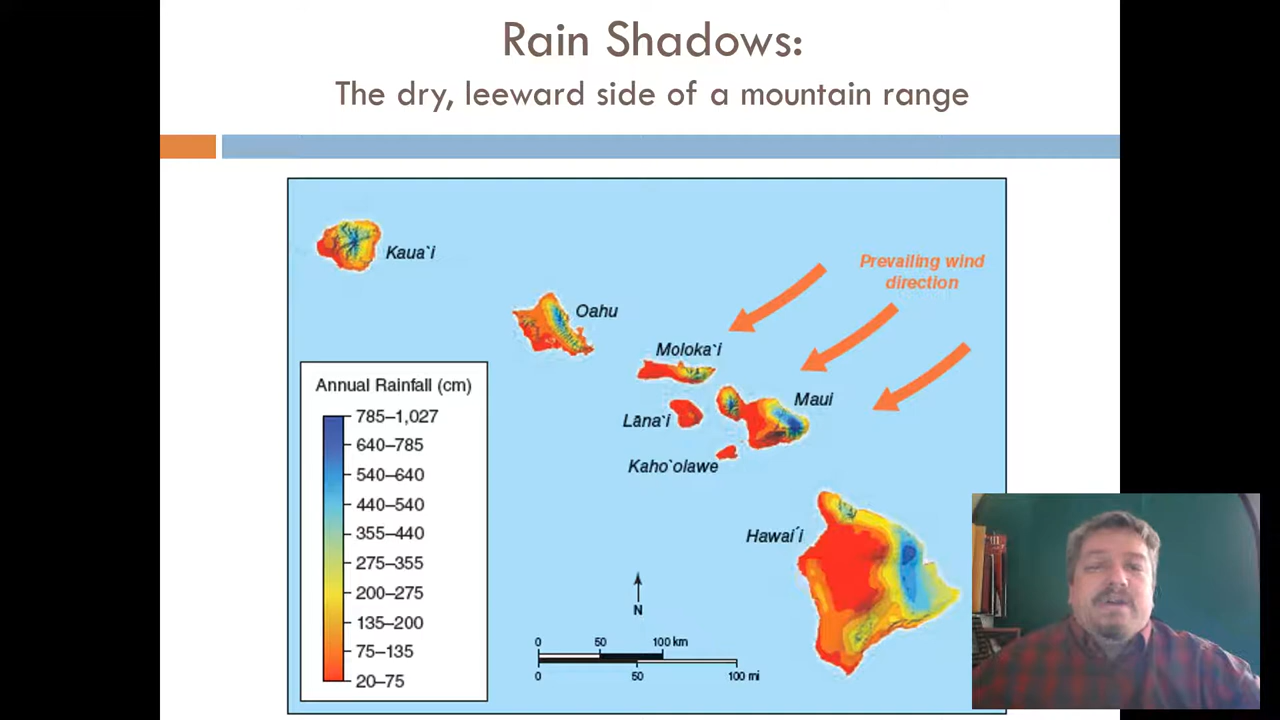 Rain Shadows:
The dry, leeward side of a mountain range
Kaua`i
Prevailing wind
direction
Oahu
Moloka`i
Annual Rainfall (cm)
785–1,027
640–785
540–640
440–540
355–440
275–355
200–275
135–200
75–135
20–75
Maui
Lāna`i
Kaho`olawe
Hawai´i
N
0 50 100 km
0 50 100 mi